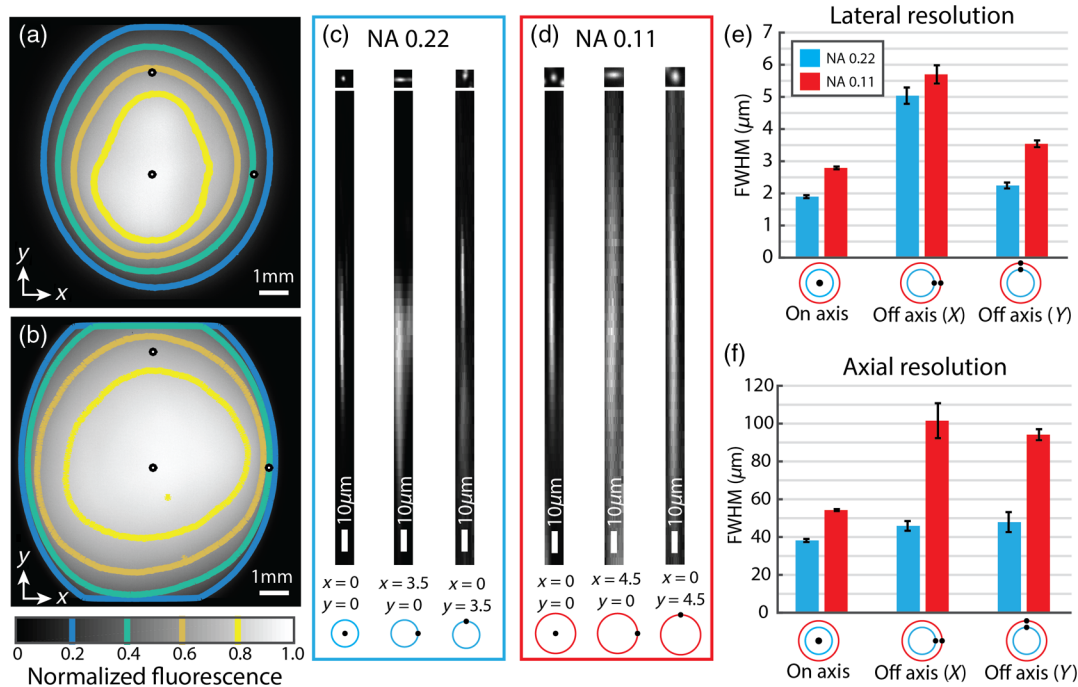 (a)
y
x
1mm
(b)
y
x
1mm
0 0.2 0.4 0.6 0.8 1.0
Normalized fluorescence
(c) NA 0.22
10µm 10µm 10µm
x = 0 x = 3.5 x = 0
y = 0 y = 0 y = 3.5
(d) NA 0.11
10µm 10µm 10µm
x = 0 x = 4.5 x = 0
y = 0 y = 0 y = 4.5
Lateral resolution
(e)
NA 0.22
NA 0.11
FWHM (µm)
7
6
5
4
3
2
1
0
On axis Off axis (X) Off axis (Y)
Axial resolution
(f)
FWHM (µm)
120
100
80
60
40
20
0
On axis Off axis (X) Off axis (Y)